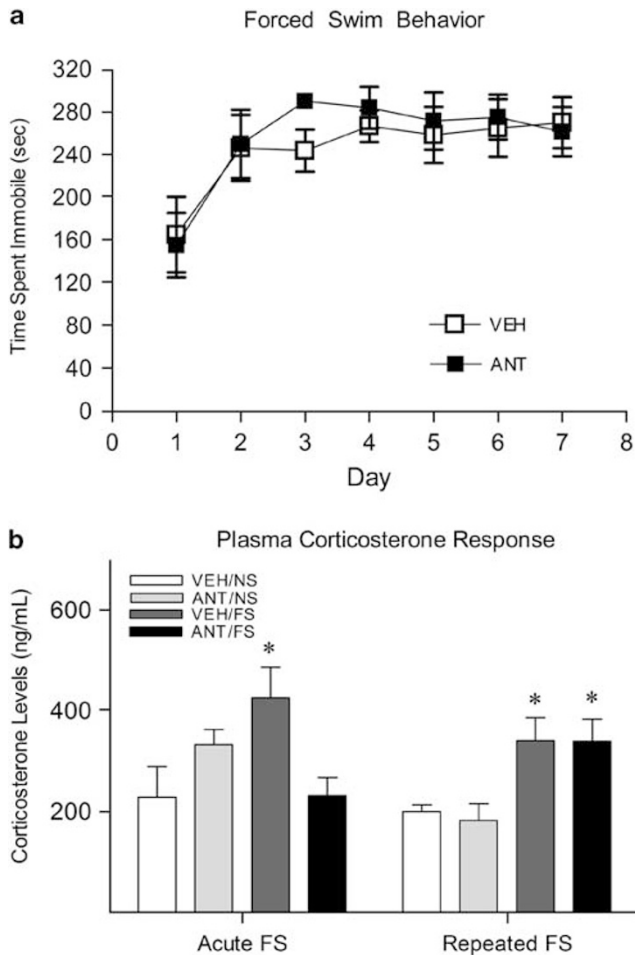 a
Forced Swim Behavior
Time Spent Immobile (sec)
320
280
240
200
160
120
80
40
0
VEH
ANT
0 1 2 3 4 5 6 7 8
Day
b
Plasma Corticosterone Response
Corticosterone Levels (ng/mL)
VEH/NS
ANT/NS
VEH/FS
ANT/FS
600
400
200
*
*
*
Acute FS
Repeated FS